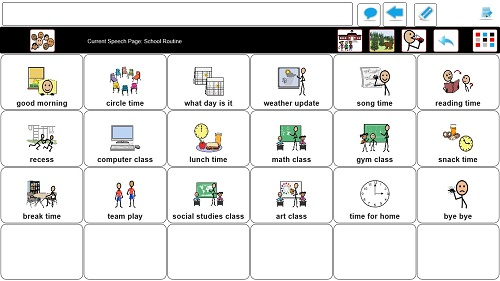 Current Speech Page: School Routine
good morning
circle time
what day is it
weather update
song time
reading time
recess
computer class
lunch time
math class
gym class
snack time
break time
team play
social studies class
art class
time for home
bye bye